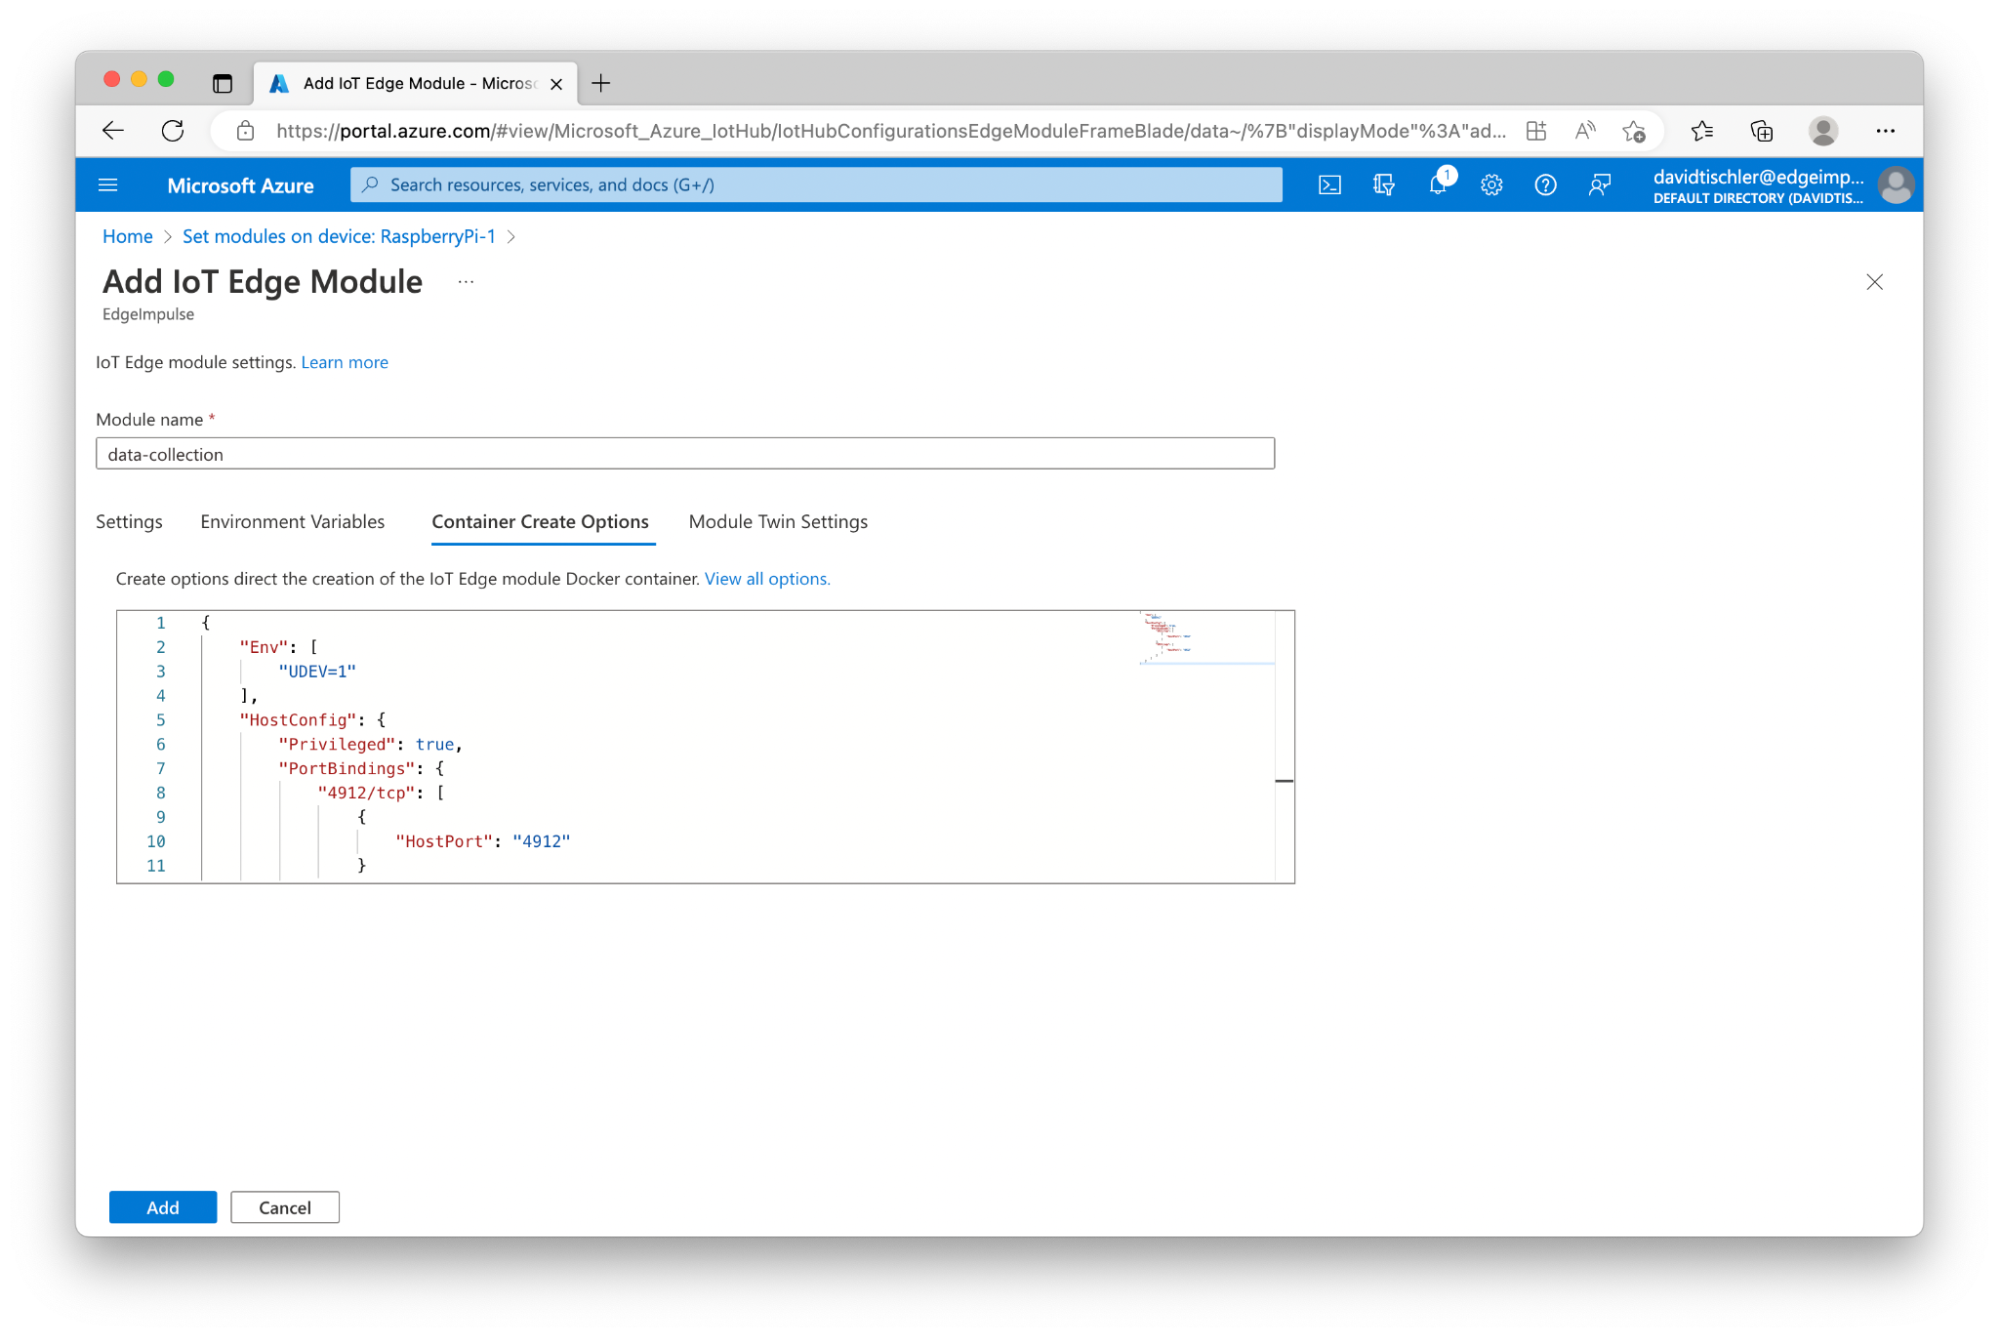 Add IoT Edge Module - Micros
https://portal.azure.com/#view/Microsoft_Azure_IotHub/IotHubConfigurationsEdgeModuleFrameBlade/data~/%7B"displayMode"%3A"ad...
Microsoft Azure
Search resources, services, and docs (G+/)
1
davidtischler@edgeimp...
DEFAULT DIRECTORY (DAVIDTIS...
Home > Set modules on device: RaspberryPi-1 >
Add IoT Edge Module ...
EdgeImpulse
IoT Edge module settings. Learn more
Module name *
data-collection
Settings Environment Variables Container Create Options Module Twin Settings
Create options direct the creation of the IoT Edge module Docker container. View all options.
1 {
2 "Env": [
3 "UDEV=1"
4 ],
5 "HostConfig": {
6 "Privileged": true,
7 "PortBindings": {
8 "4912/tcp": [
9 {
10 "HostPort": "4912"
11 }
Add Cancel